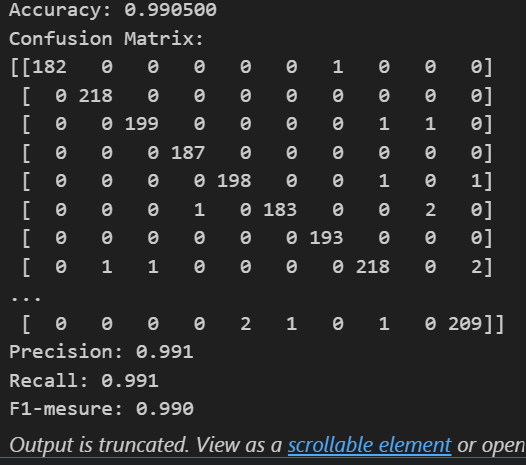 Accuracy: 0.990500
Confusion Matrix:
[[182   0   0   0   0   0   1   0   0   0]
 [  0 218   0   0   0   0   0   0   0   0]
 [  0   0 199   0   0   0   0   1   1   0]
 [  0   0   0 187   0   0   0   0   0   0]
 [  0   0   0   0 198   0   0   1   0   1]
 [  0   0   0   1   0 183   0   0   2   0]
 [  0   0   0   0   0   0 193   0   0   0]
 [  0   1   1   0   0   0   0 218   0   2]
...
 [  0   0   0   0   2   1   0   1   0 209]]
Precision: 0.991
Recall: 0.991
F1-mesure: 0.990
Output is truncated. View as a scrollable element or open